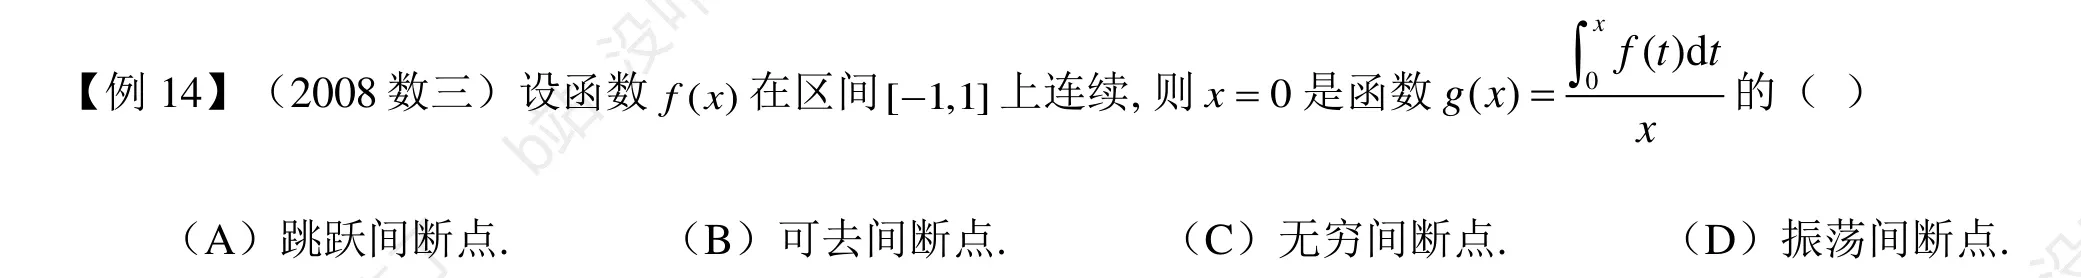 【例 14】（2008 数三）设函数 f(x) 在区间 [−1,1] 上连续, 则 x = 0 是函数 g(x) = \frac{\int_0^x f(t)dt}{x} 的（ ）
（A）跳跃间断点. （B）可去间断点. （C）无穷间断点. （D）振荡间断点.